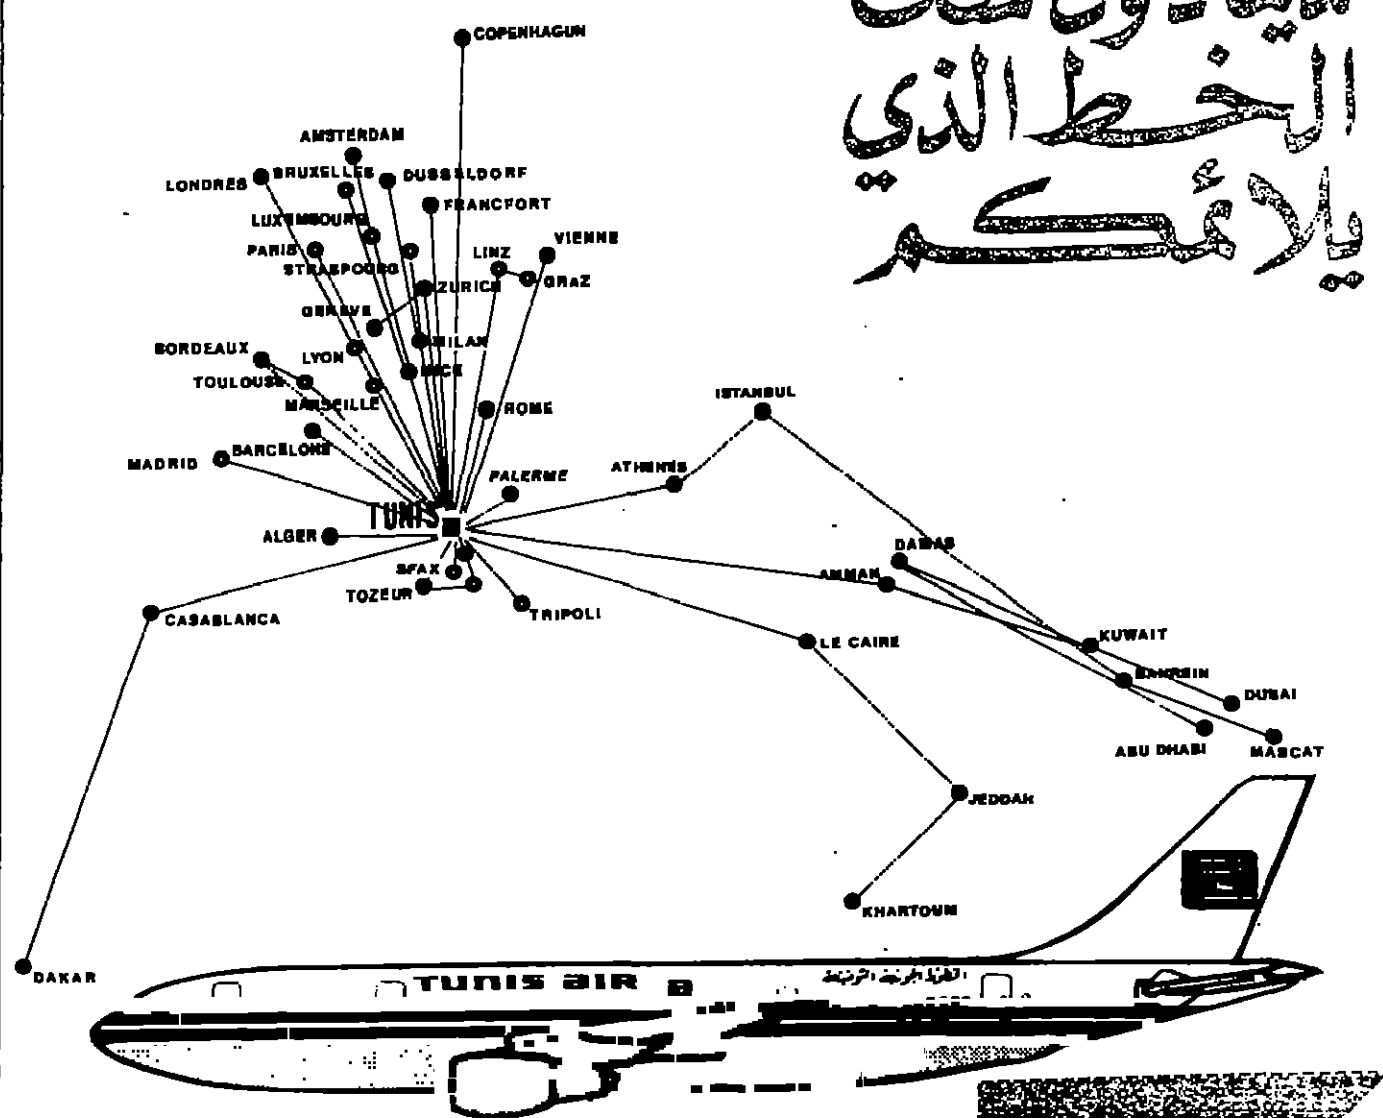 الخط الذي
يلائمكم
COPENHAGUN
AMSTERDAM
LONDRES
BRUXELLES
DUSSELDORF
FRANCFORT
LUXEMBOURG
PARIS
STRASPOURG
LINZ
VIENNE
GRAZ
ZURICH
GENEVE
MILAN
BORDEAUX
LYON
NICE
TOULOUSE
MARSEILLE
ROME
ISTANBUL
BARCELONE
MADRID
PALERME
ATHENES
TUNIS
ALGER
DAMAS
SFAX
AMMAN
TOZEUR
TRIPOLI
CASABLANCA
LE CAIRE
KUWAIT
BAHREIN
DUBAI
ABU DHABI
MASCAT
JEDDAH
KHARTOUM
DAKAR
TUNIS AIR
الخطوط الجوية التونسية